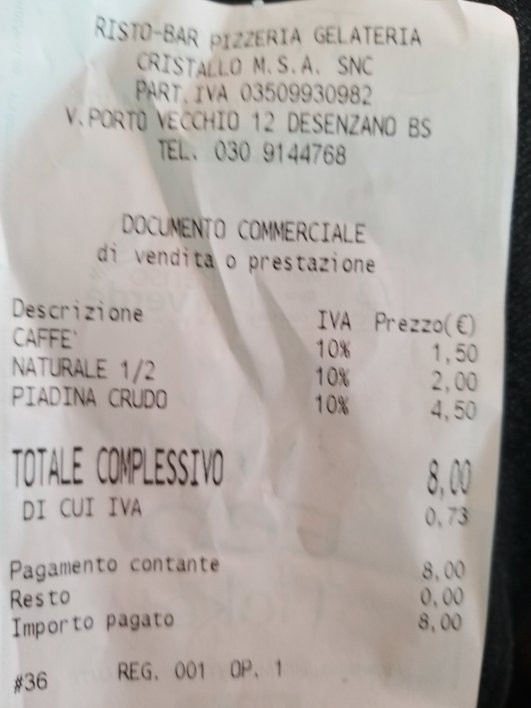 RISTO-BAR PIZZERIA GELATERIA
CRISTALLO M.S.A. SNC
PART.IVA 03509930982
V.PORTO VECCHIO 12 DESENZANO BS
TEL. 030 9144768
DOCUMENTO COMMERCIALE
di vendita o prestazione
Descrizione IVA Prezzo(€)
CAFFE' 10% 1,50
NATURALE 1/2 10% 2,00
PIADINA CRUDO 10% 4,50
TOTALE COMPLESSIVO 8,00
DI CUI IVA 0,73
Pagamento contante 8,00
Resto 0,00
Importo pagato 8,00
#36 REG. 001 OP. 1